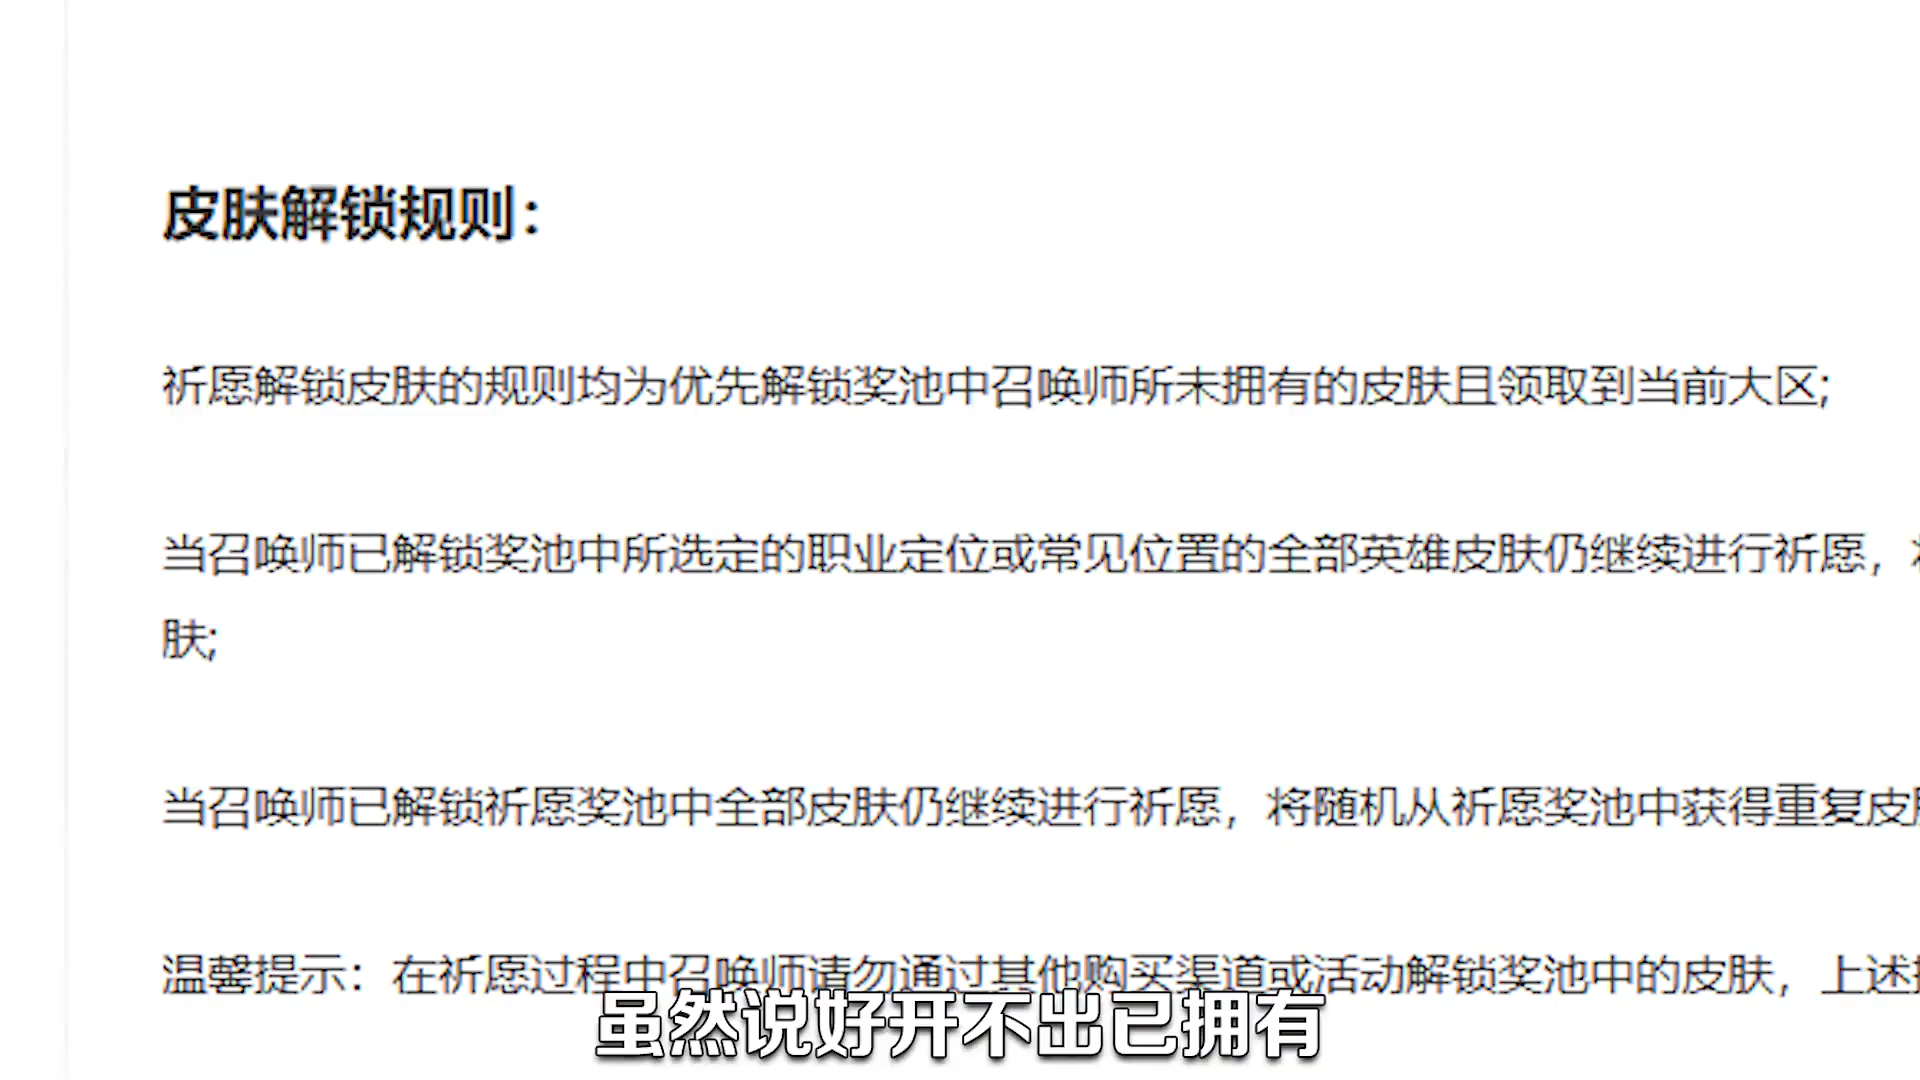 皮肤解锁规则：
祈愿解锁皮肤的规则均为优先解锁奖池中召唤师所未拥有的皮肤且领取到当前大区;
当召唤师已解锁奖池中所选定的职业定位或常见位置的全部英雄皮肤仍继续进行祈愿，
肤;
当召唤师已解锁祈愿奖池中全部皮肤仍继续进行祈愿，将随机从祈愿奖池中获得重复皮
温馨提示：在祈愿过程中召唤师请勿通过其他购买渠道或活动解锁奖池中的皮肤，上述
虽然说好开不出已拥有